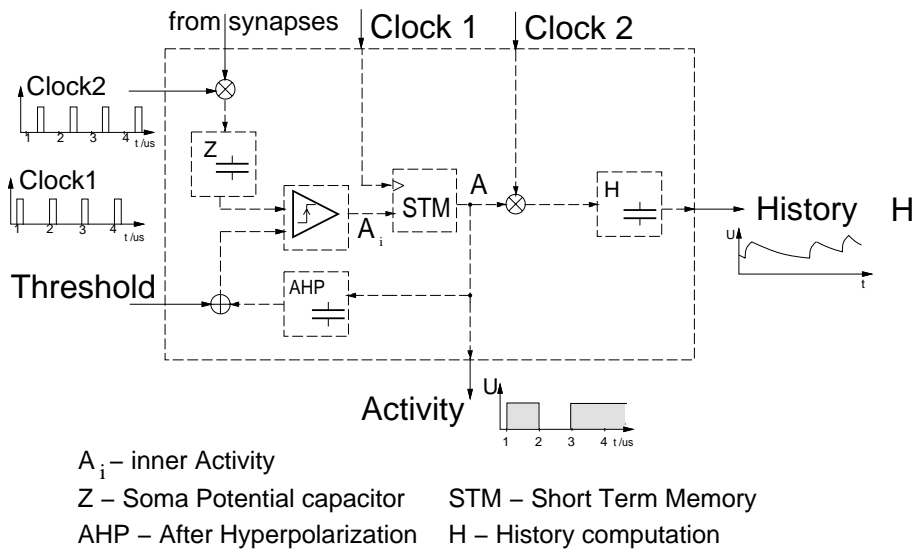 from synapses
Clock 1
Clock 2
Clock2
1 2 3 4 t /us
Z
Clock1
1 2 3 4 t /us
A i
STM
A
H
History H
U
t
Threshold
AHP
Activity
U
1 2 3 4 t /us
A i – inner Activity
Z – Soma Potential capacitor STM – Short Term Memory
AHP – After Hyperpolarization H – History computation